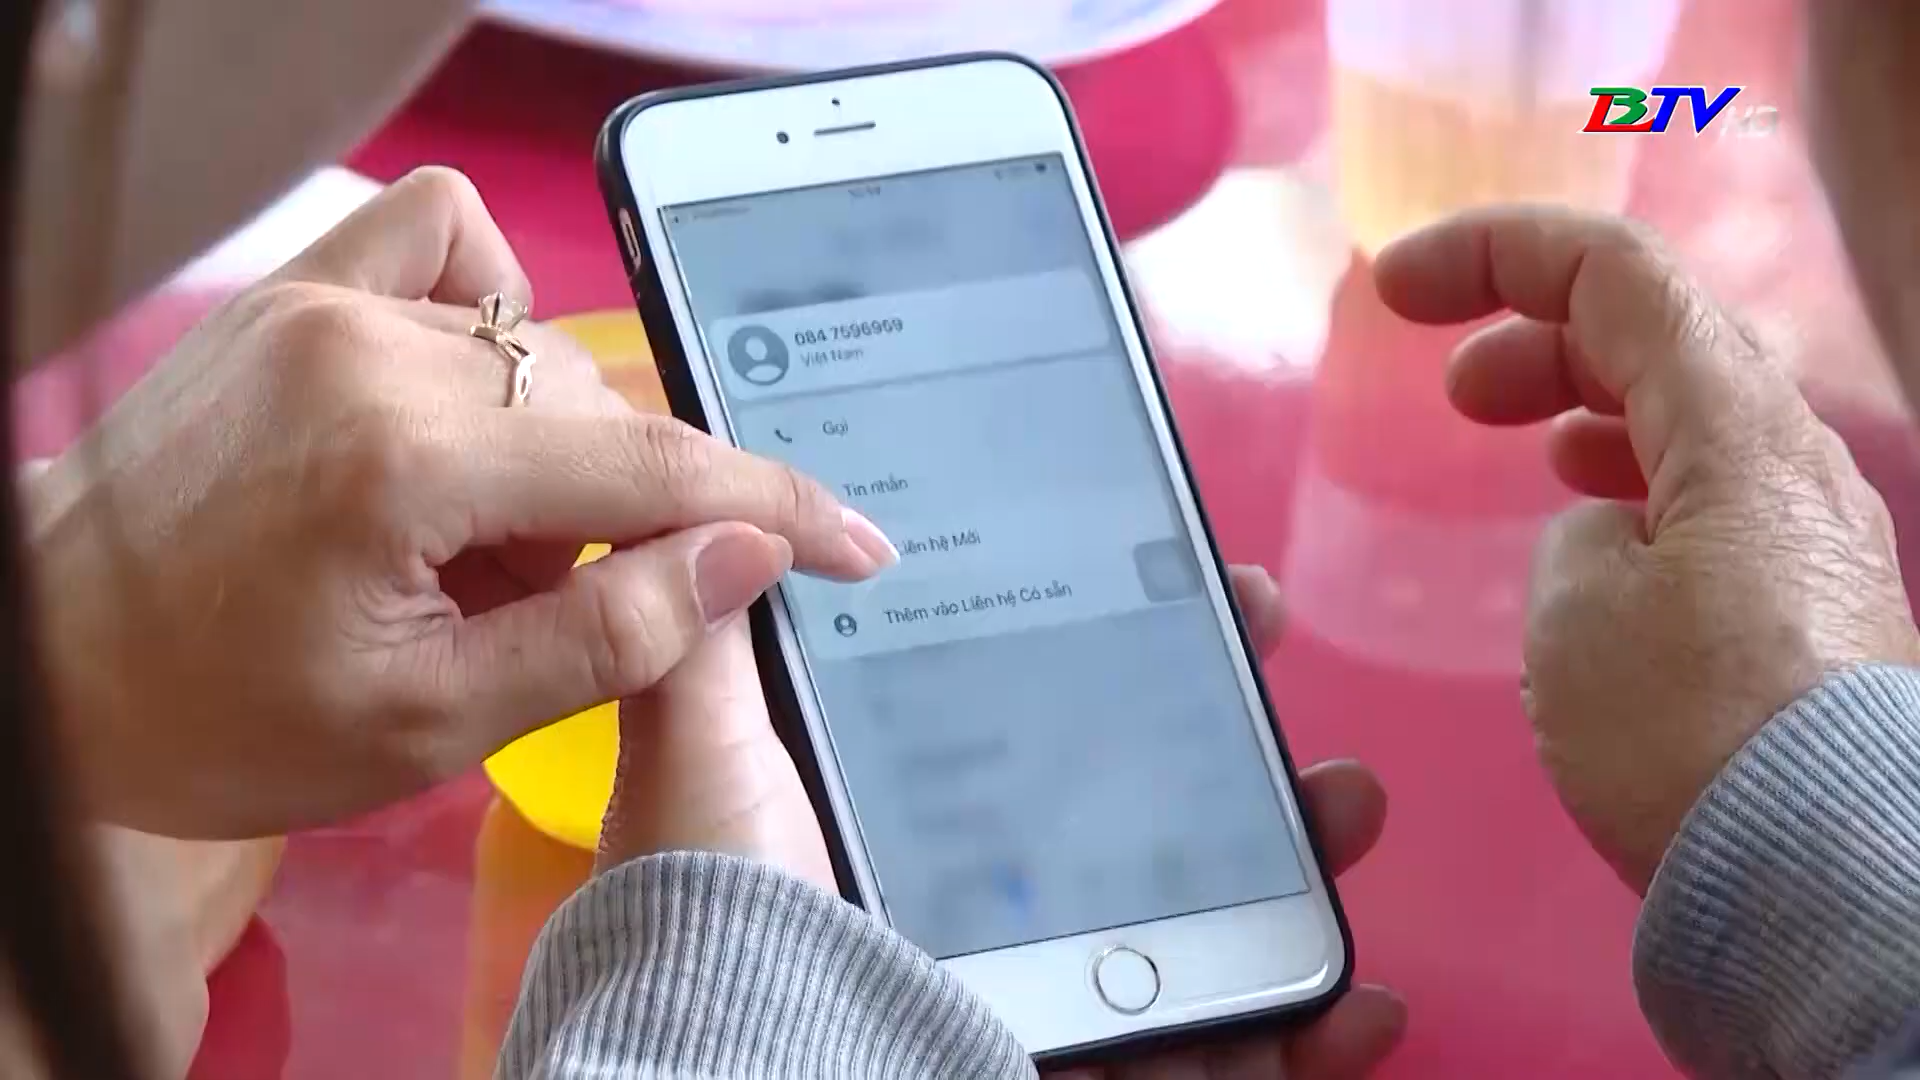 BTV HD
084 7596969
Việt Nam
Gọi
Tin nhắn
Liên hệ Mới
Thêm vào Liên hệ Có sẵn